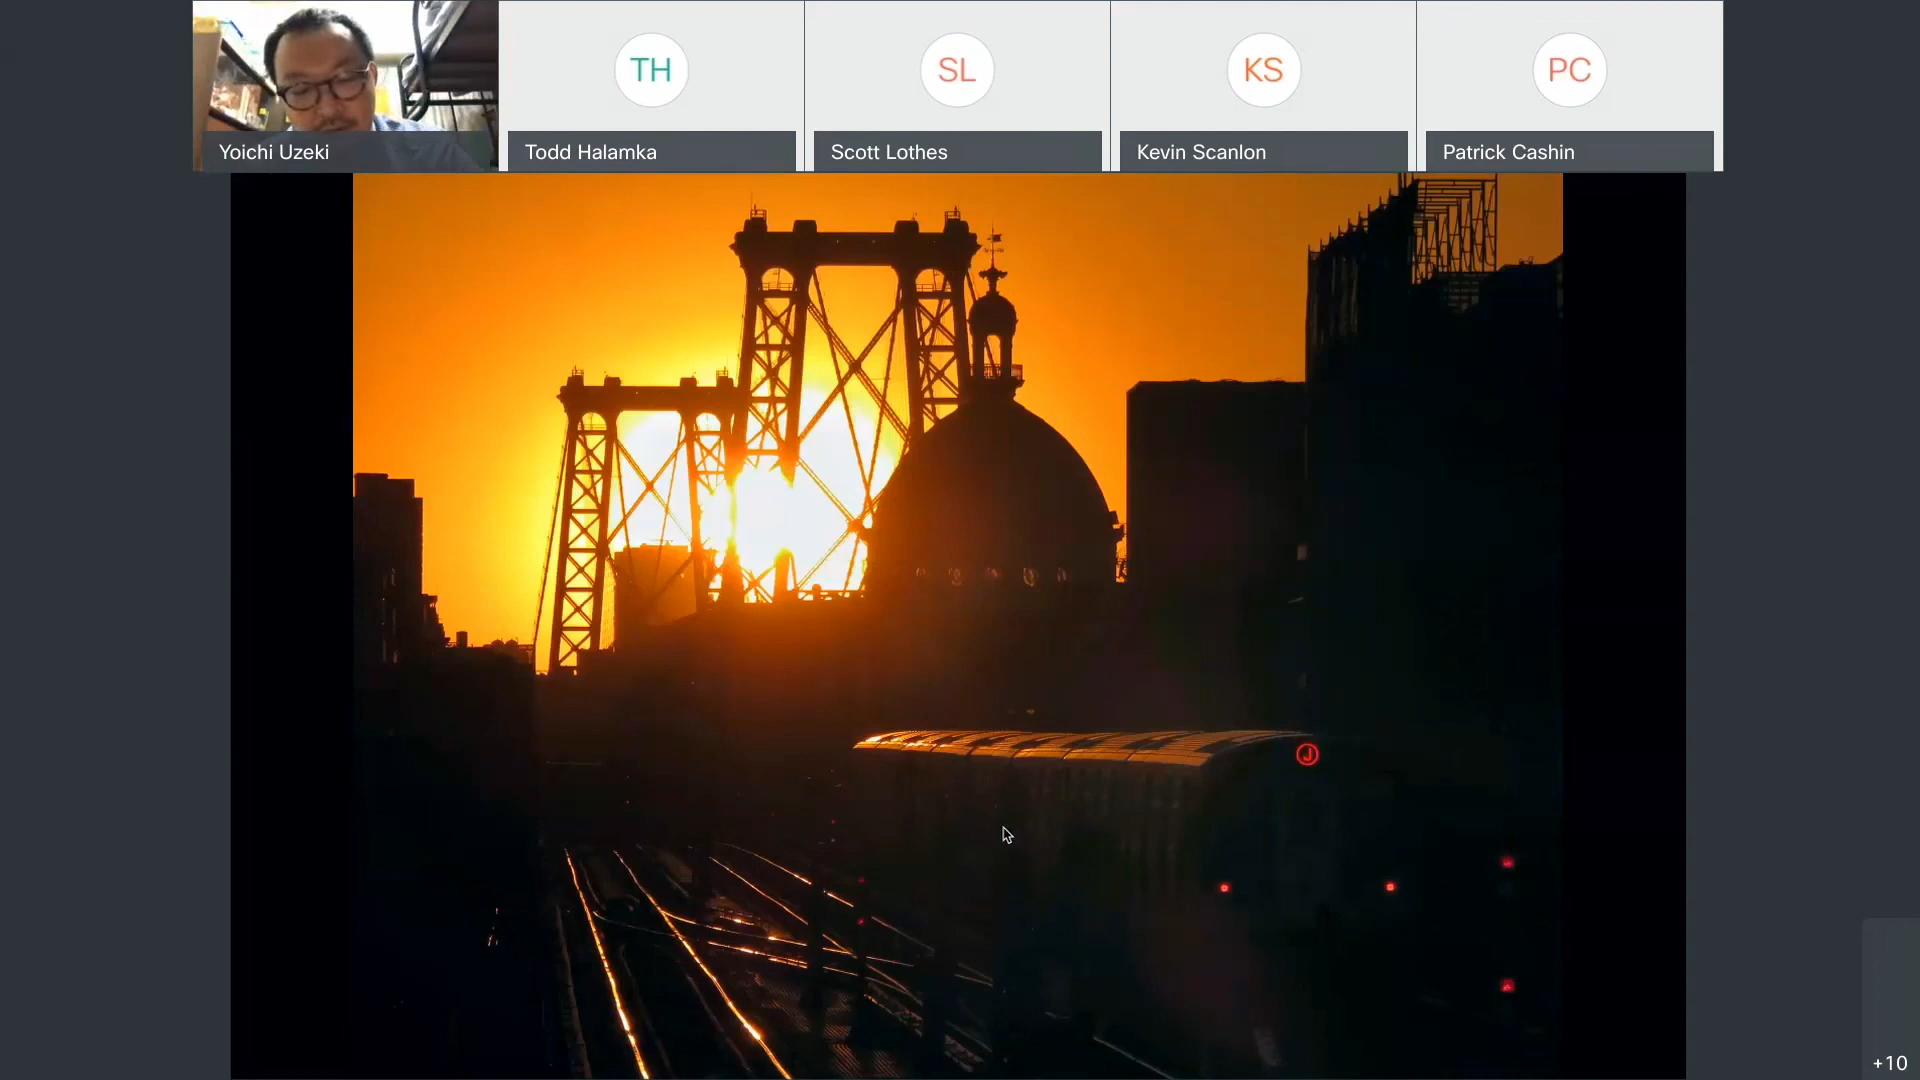 TH
SL
KS
PC
Yoichi Uzeki
Todd Halamka
Scott Lothes
Kevin Scanlon
Patrick Cashin
J
+10